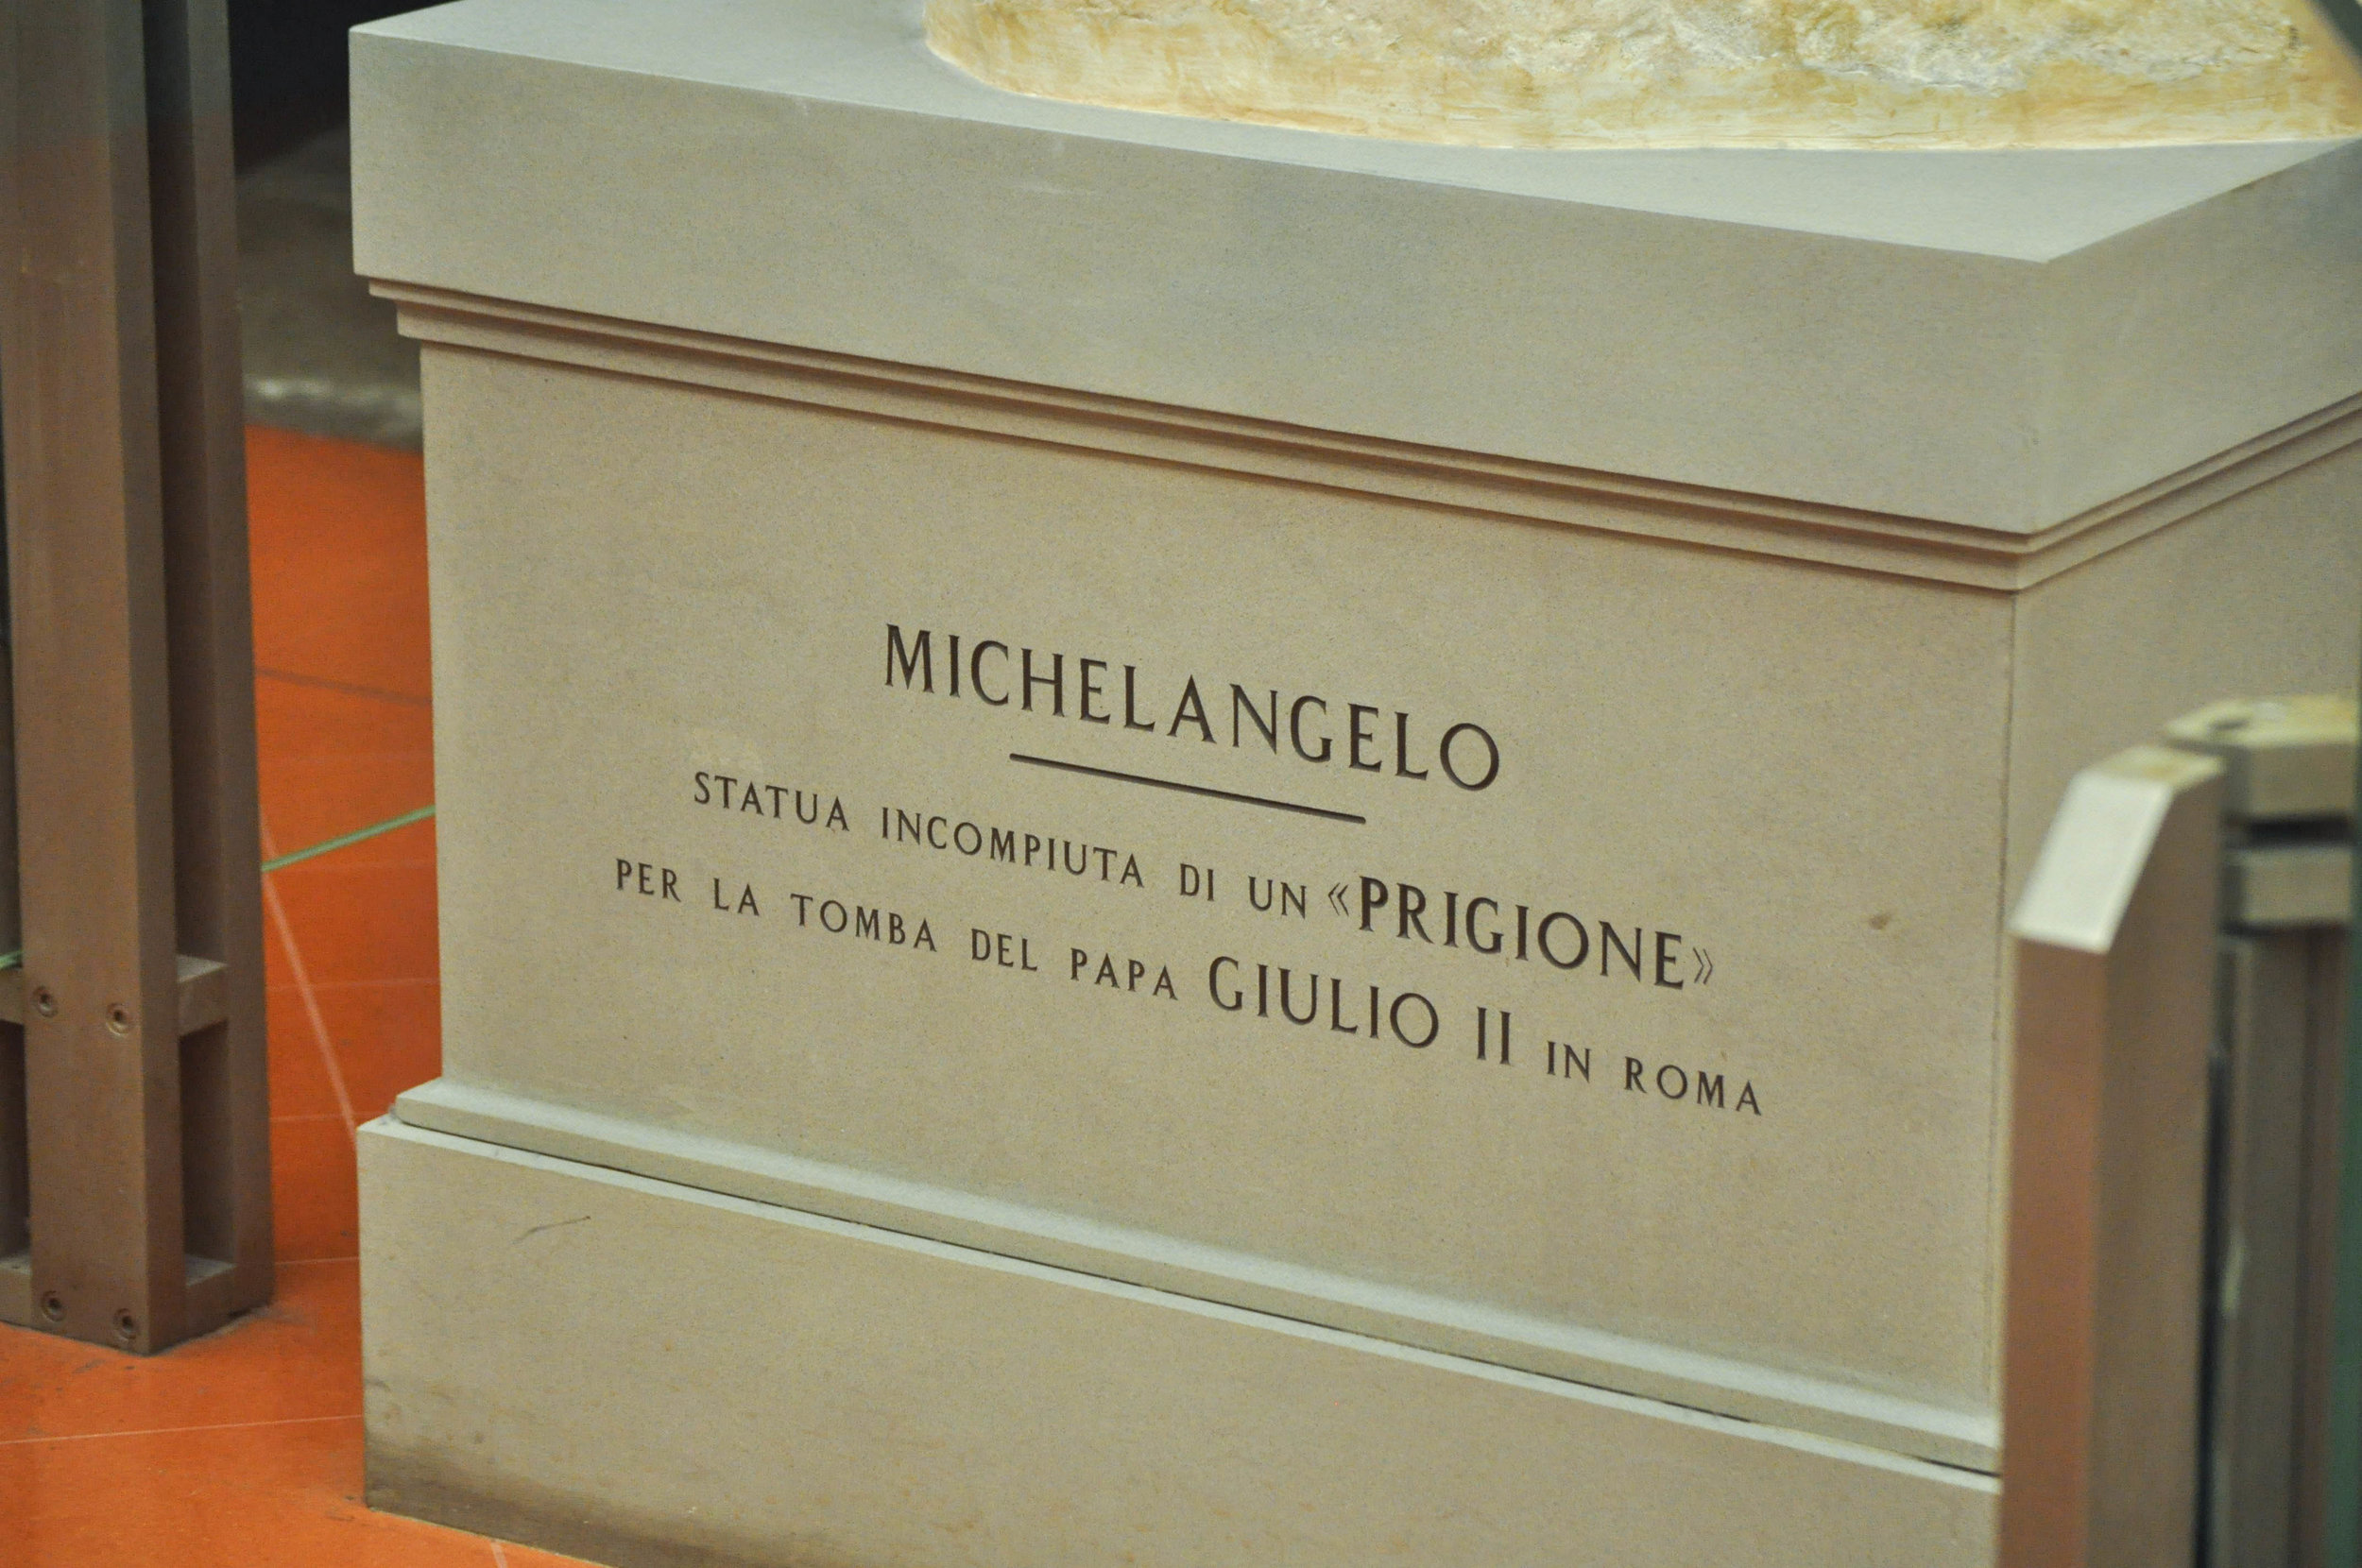 MICHELANGELO
STATUA INCOMPIUTA DI UN «PRIGIONE»
PER LA TOMBA DEL PAPA GIULIO II IN ROMA